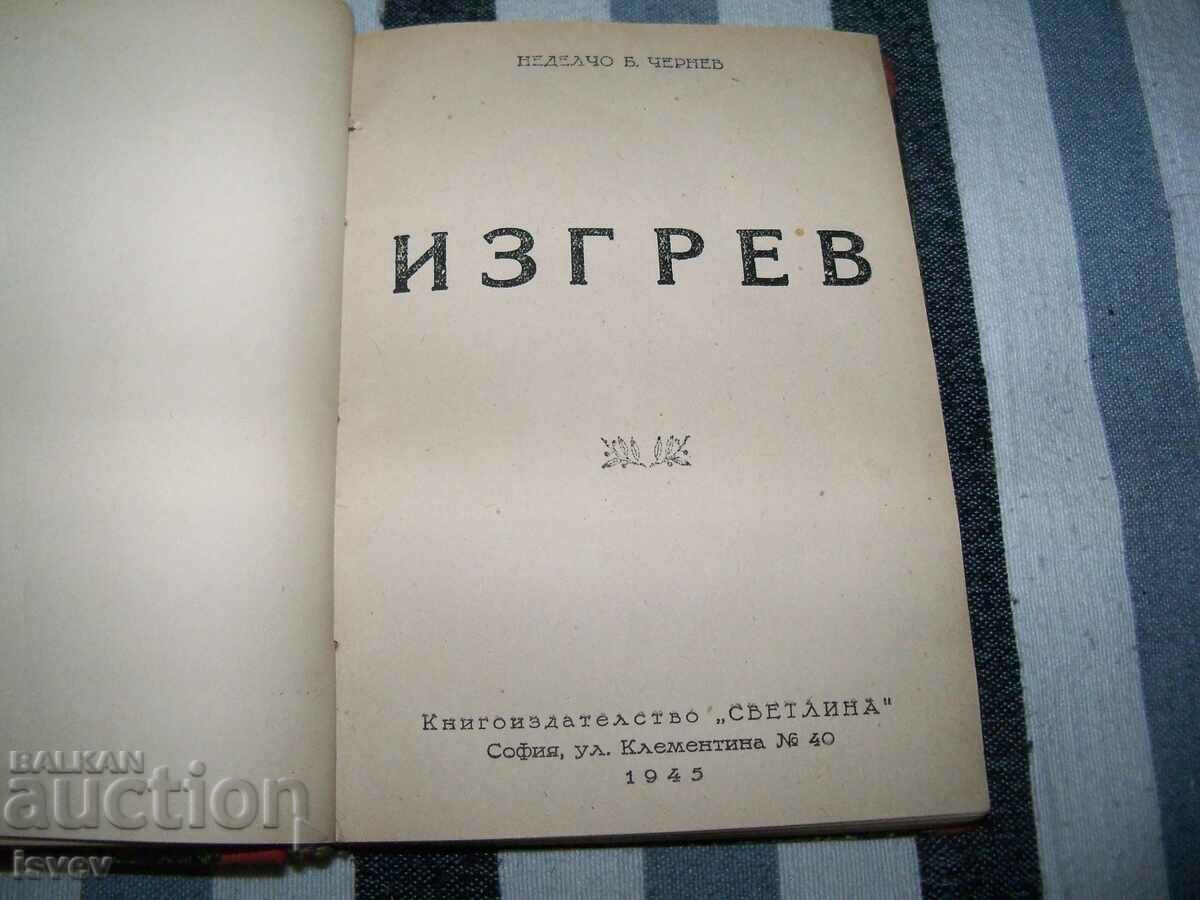 НЕДЕЛЧО Б. ЧЕРНЕВ
ИЗГРЕВ
Книгоиздателство „СВЕТЛИНА"
София, ул. Клементина № 40
1945
BALKAN
auction
isvev